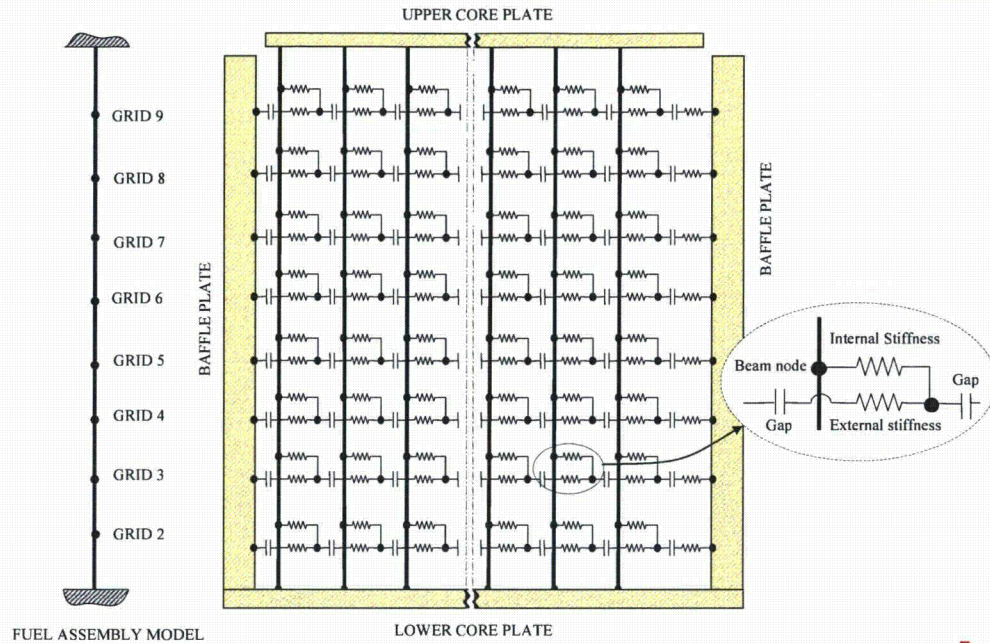 UPPER CORE PLATE
GRID 9
GRID 8
GRID 7
GRID 6
GRID 5
GRID 4
GRID 3
GRID 2
FUEL ASSEMBLY MODEL
BAFFLE PLATE
BAFFLE PLATE
Internal Stiffness
Beam node
Gap
Gap
External stiffness
LOWER CORE PLATE